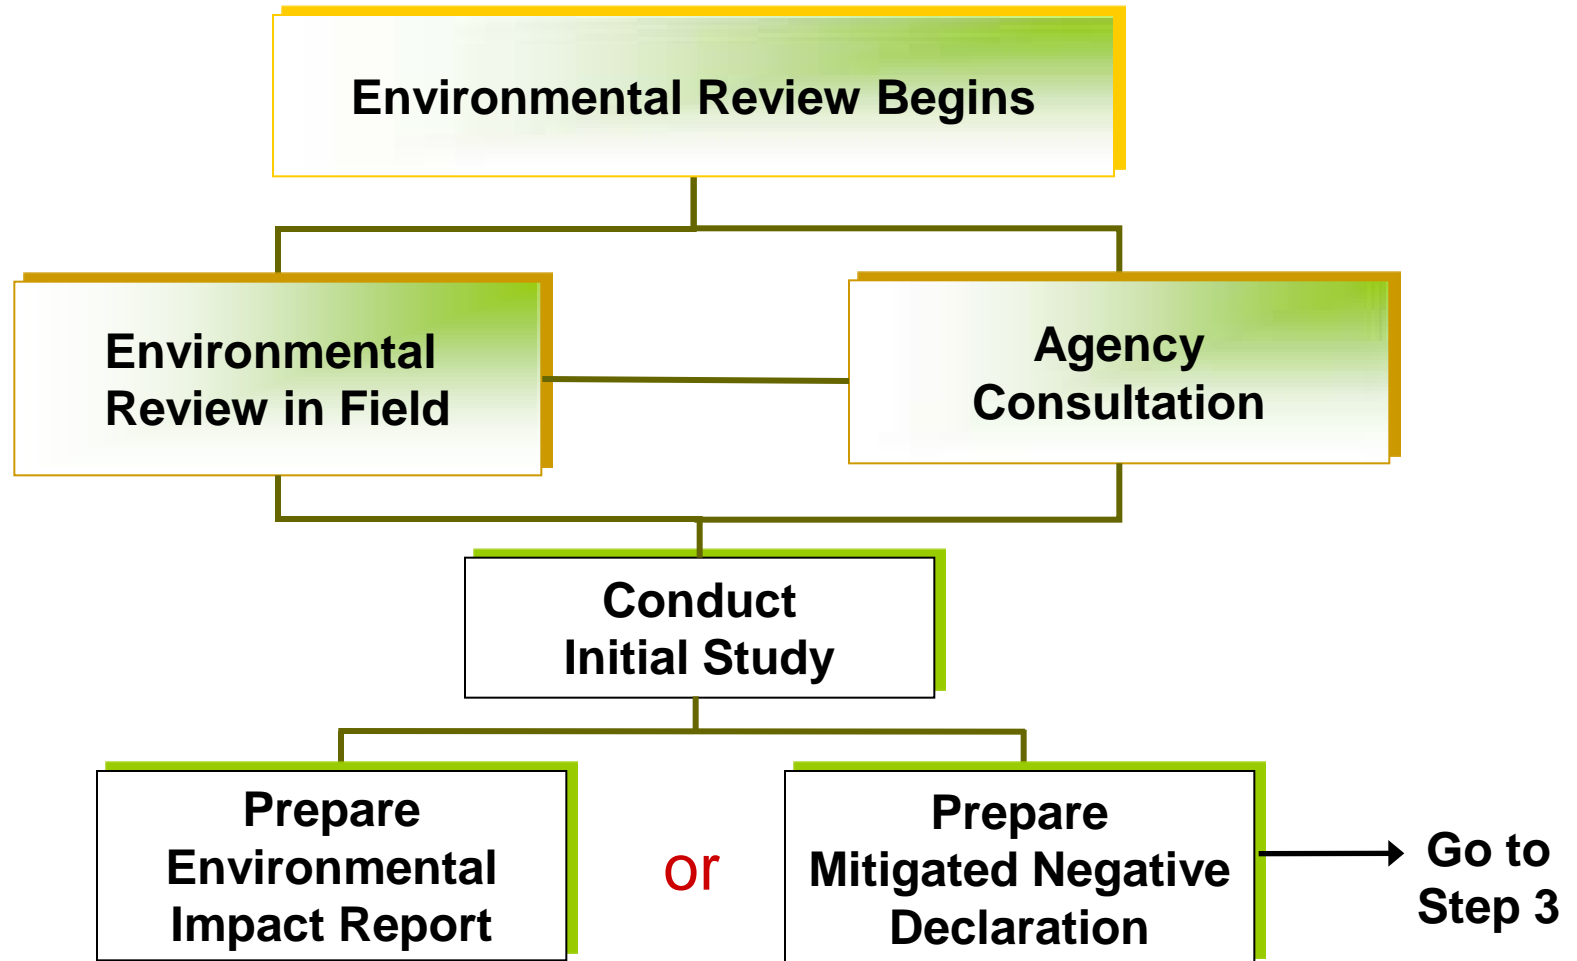 Environmental Review Begins
Environmental
Review in Field
Agency
Consultation
Conduct
Initial Study
Prepare
Environmental
Impact Report
or
Prepare
Mitigated Negative
Declaration
Go to
Step 3